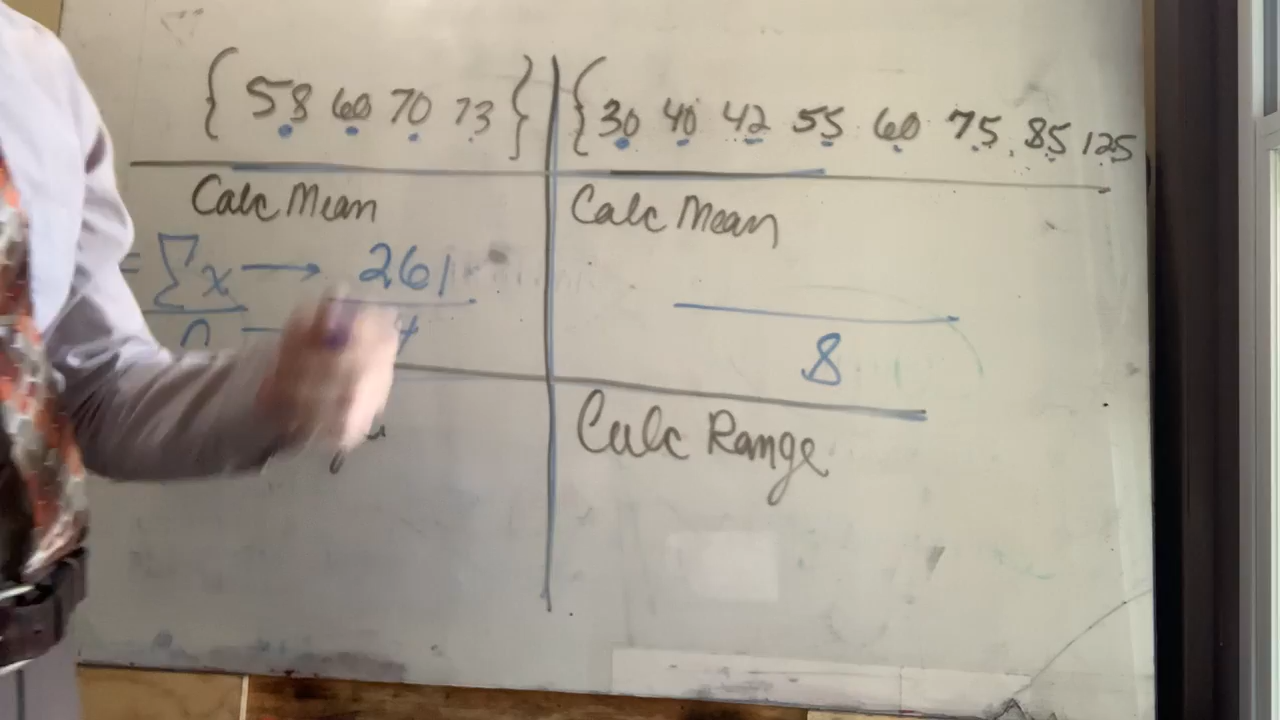 { 58 60 70 73 }
{ 30 40 42 55 60 75 85 125
Calc Mean
= Σx → 261
n 4
Calc Mean
8
Calc Range